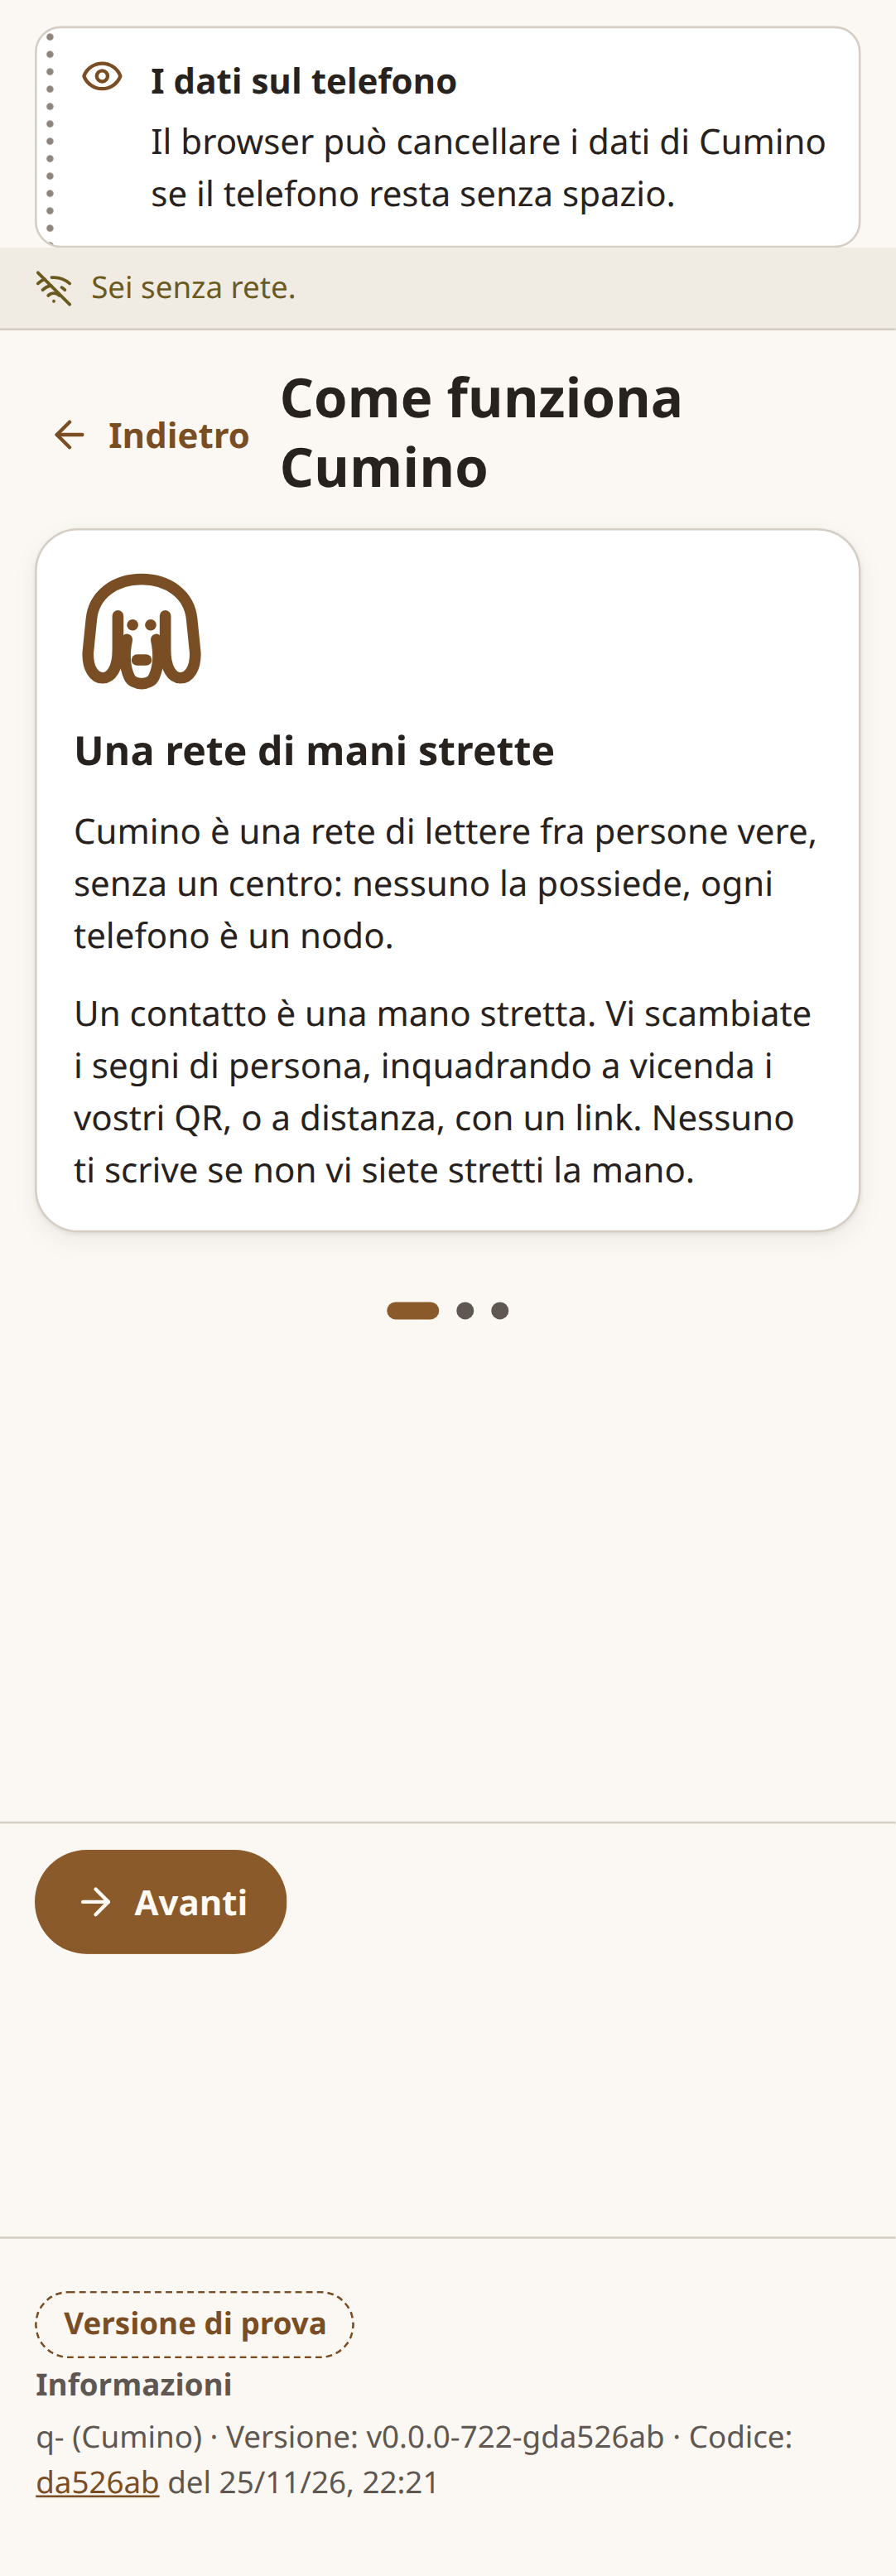 I dati sul telefono
Il browser può cancellare i dati di Cumino
se il telefono resta senza spazio.
Sei senza rete.
Indietro
Come funziona
Cumino
Una rete di mani strette
Cumino è una rete di lettere fra persone vere,
senza un centro: nessuno la possiede, ogni
telefono è un nodo.
Un contatto è una mano stretta. Vi scambiate
i segni di persona, inquadrando a vicenda i
vostri QR, o a distanza, con un link. Nessuno
ti scrive se non vi siete stretti la mano.
Avanti
Versione di prova
Informazioni
q- (Cumino) · Versione: v0.0.0-722-gda526ab · Codice:
da526ab del 25/11/26, 22:21